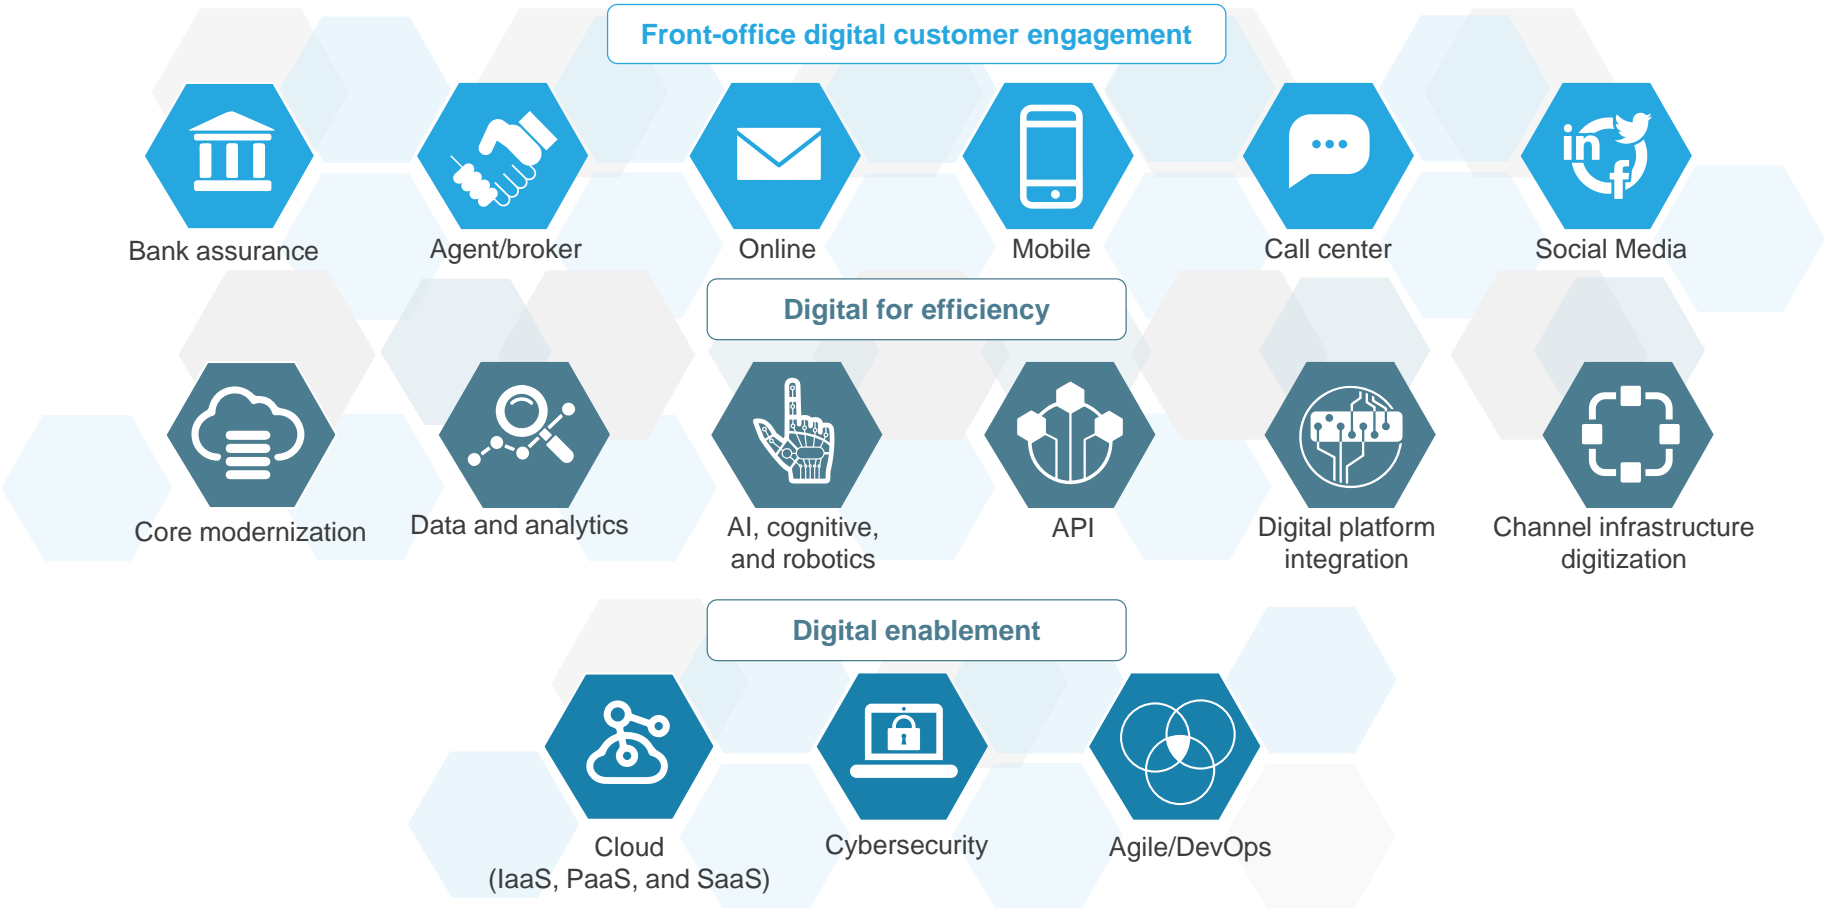 Front-office digital customer engagement
in
f
Bank assurance
Agent/broker
Online
Mobile
Call center
Social Media
Digital for efficiency
Core modernization
Data and analytics
AI, cognitive,
and robotics
API
Digital platform
integration
Channel infrastructure
digitization
Digital enablement
Cloud
(IaaS, PaaS, and SaaS)
Cybersecurity
Agile/DevOps